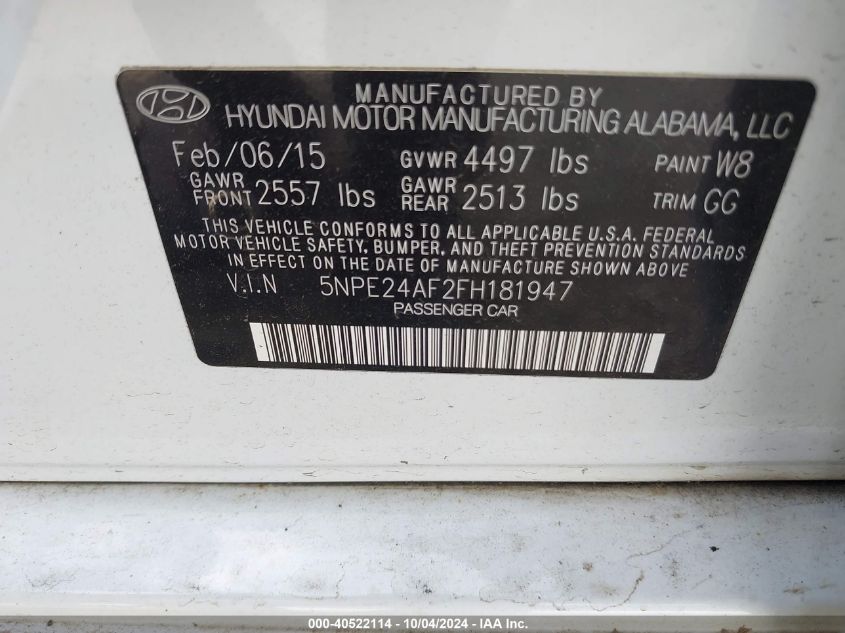 MANUFACTURED BY
HYUNDAI MOTOR MANUFACTURING ALABAMA, LLC
Feb/06/15 GVWR 4497 lbs PAINT W8
GAWR FRONT 2557 lbs GAWR REAR 2513 lbs TRIM GG
THIS VEHICLE CONFORMS TO ALL APPLICABLE U.S.A. FEDERAL
MOTOR VEHICLE SAFETY, BUMPER, AND THEFT PREVENTION STANDARDS
IN EFFECT ON THE DATE OF MANUFACTURE SHOWN ABOVE
V.I.N 5NPE24AF2FH181947
PASSENGER CAR
000-40522114 - 10/04/2024 - IAA Inc.